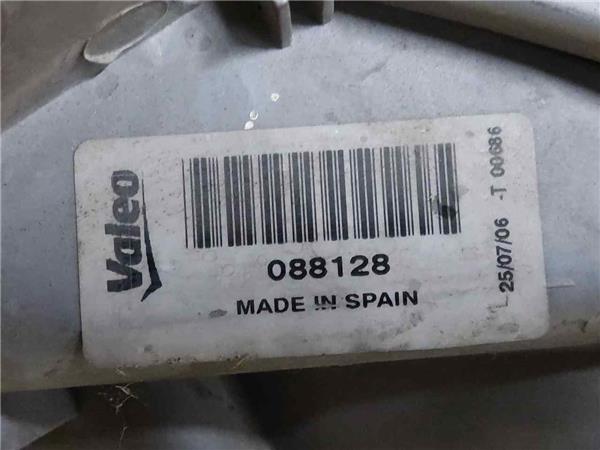 Valeo
088128
MADE IN SPAIN
25/07/06 -T 00686